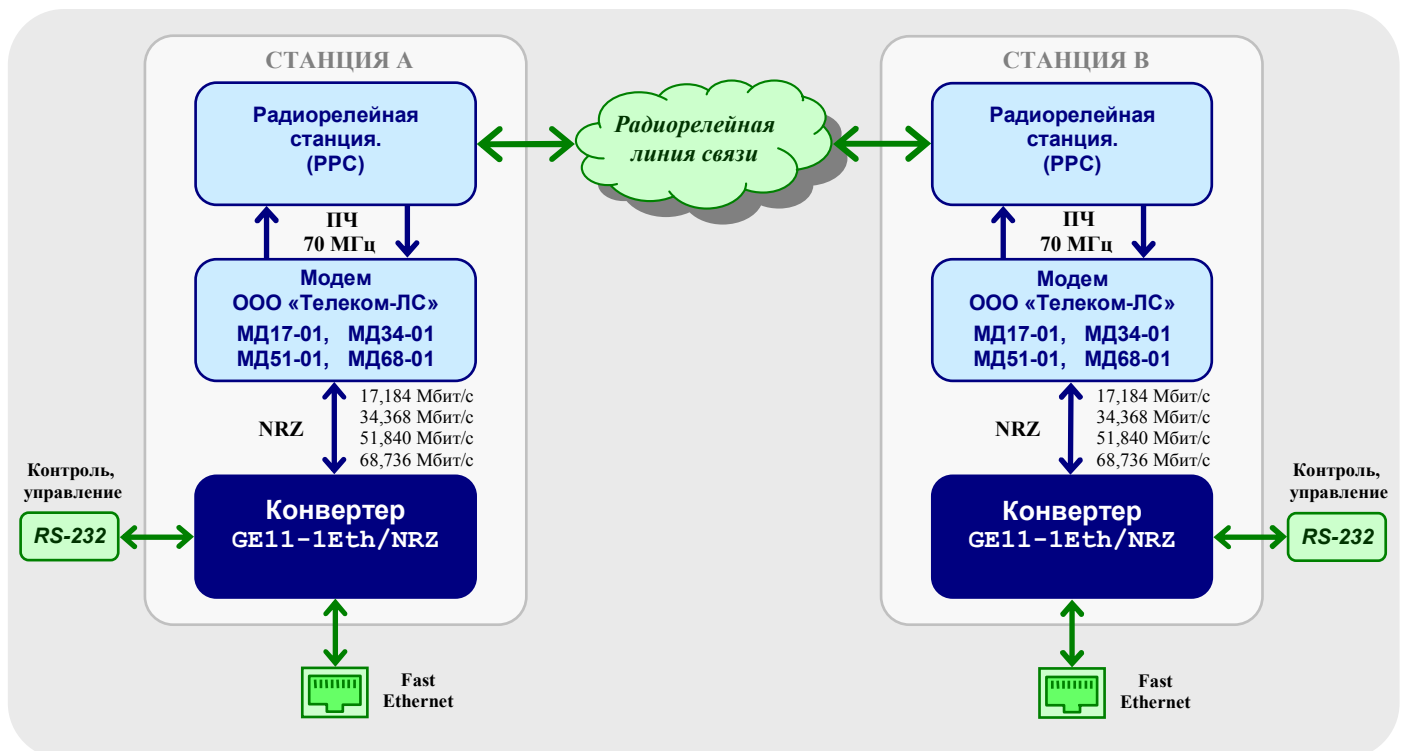 СТАНЦИЯ А
Радиорелейная
станция.
(РРС)
ПЧ
70 МГц
Модем
ООО «Телеком-ЛС»
МД17-01, МД34-01
МД51-01, МД68-01
NRZ
17,184 Мбит/с
34,368 Мбит/с
51,840 Мбит/с
68,736 Мбит/с
Контроль,
управление
RS-232
Конвертер
GE11-1Eth/NRZ
Fast
Ethernet
Радиорелейная
линия связи
СТАНЦИЯ В
Радиорелейная
станция.
(РРС)
ПЧ
70 МГц
Модем
ООО «Телеком-ЛС»
МД17-01, МД34-01
МД51-01, МД68-01
NRZ
17,184 Мбит/с
34,368 Мбит/с
51,840 Мбит/с
68,736 Мбит/с
Конвертер
GE11-1Eth/NRZ
Контроль,
управление
RS-232
Fast
Ethernet